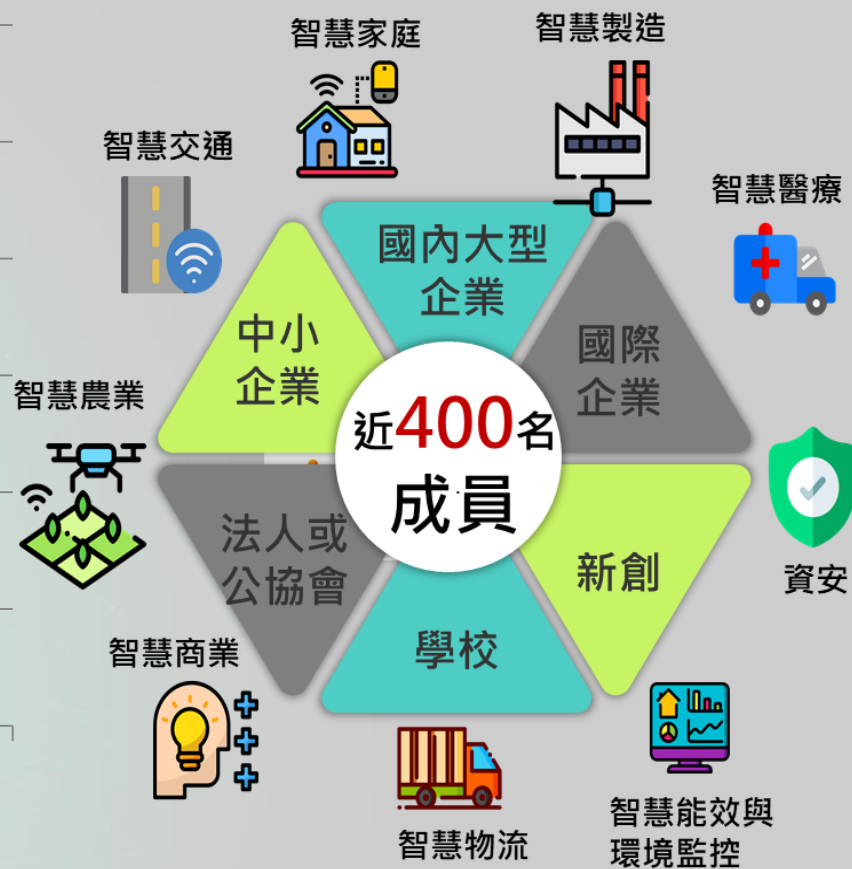 智慧家庭
智慧製造
智慧交通
智慧醫療
國內大型
企業
中小
企業
國際
企業
智慧農業
近400名
成員
法人或
公協會
新創
資安
學校
智慧商業
智慧物流
智慧能效與
環境監控